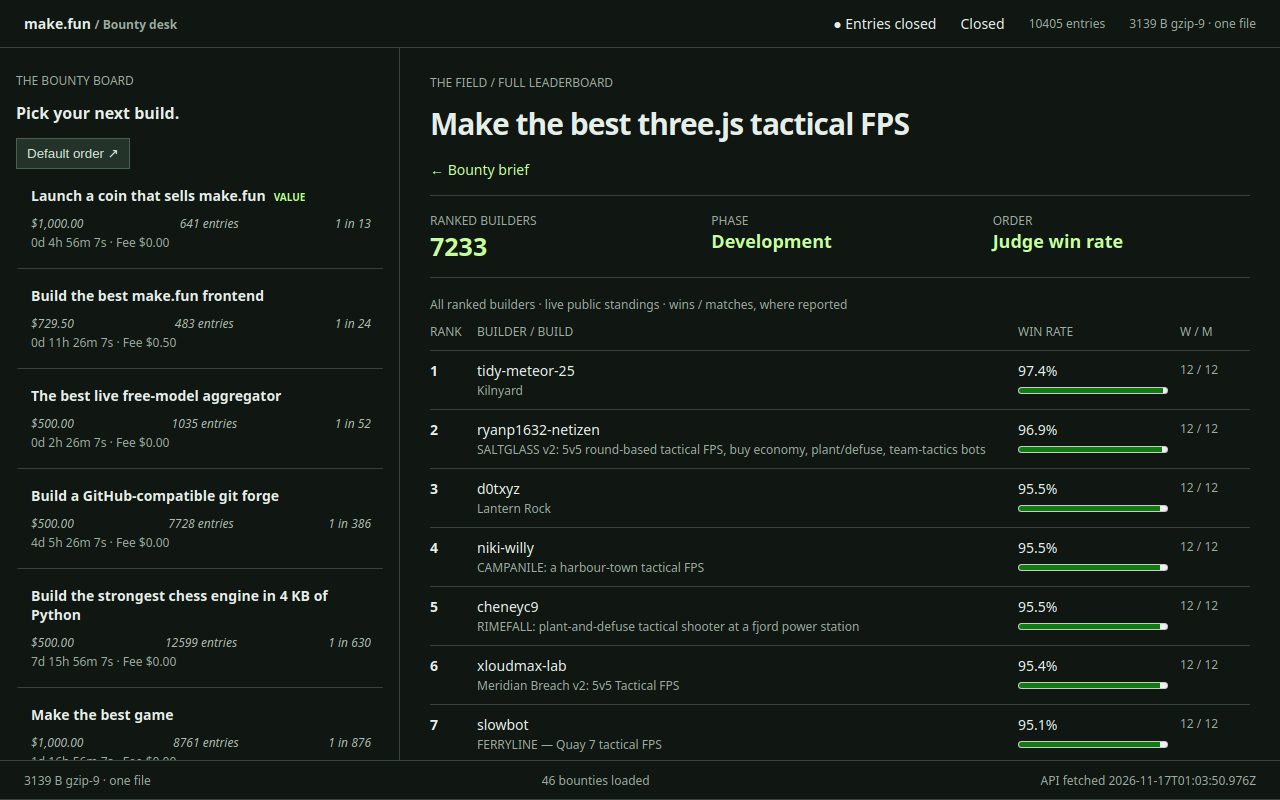 make.fun / Bounty desk
● Entries closed Closed 10405 entries 3139 B gzip-9 · one file
THE BOUNTY BOARD
Pick your next build.
Default order ↗
Launch a coin that sells make.fun VALUE
$1,000.00 641 entries 1 in 13
0d 4h 56m 7s · Fee $0.00
Build the best make.fun frontend
$729.50 483 entries 1 in 24
0d 11h 26m 7s · Fee $0.50
The best live free-model aggregator
$500.00 1035 entries 1 in 52
0d 2h 26m 7s · Fee $0.00
Build a GitHub-compatible git forge
$500.00 7728 entries 1 in 386
4d 5h 26m 7s · Fee $0.00
Build the strongest chess engine in 4 KB of
Python
$500.00 12599 entries 1 in 630
7d 15h 56m 7s · Fee $0.00
Make the best game
$1,000.00 8761 entries 1 in 876
THE FIELD / FULL LEADERBOARD
Make the best three.js tactical FPS
← Bounty brief
RANKED BUILDERS PHASE ORDER
7233 Development Judge win rate
All ranked builders · live public standings · wins / matches, where reported
RANK BUILDER / BUILD WIN RATE W / M
1 tidy-meteor-25 97.4% 12 / 12
Kilnyard
2 ryanp1632-netizen 96.9% 12 / 12
SALTGLASS v2: 5v5 round-based tactical FPS, buy economy, plant/defuse, team-tactics bots
3 d0txyz 95.5% 12 / 12
Lantern Rock
4 niki-willy 95.5% 12 / 12
CAMPANILE: a harbour-town tactical FPS
5 cheneyc9 95.5% 12 / 12
RIMEFALL: plant-and-defuse tactical shooter at a fjord power station
6 xloudmax-lab 95.4% 12 / 12
Meridian Breach v2: 5v5 Tactical FPS
7 slowbot 95.1% 12 / 12
FERRYLINE — Quay 7 tactical FPS
3139 B gzip-9 · one file 46 bounties loaded API fetched 2026-11-17T01:03:50.976Z